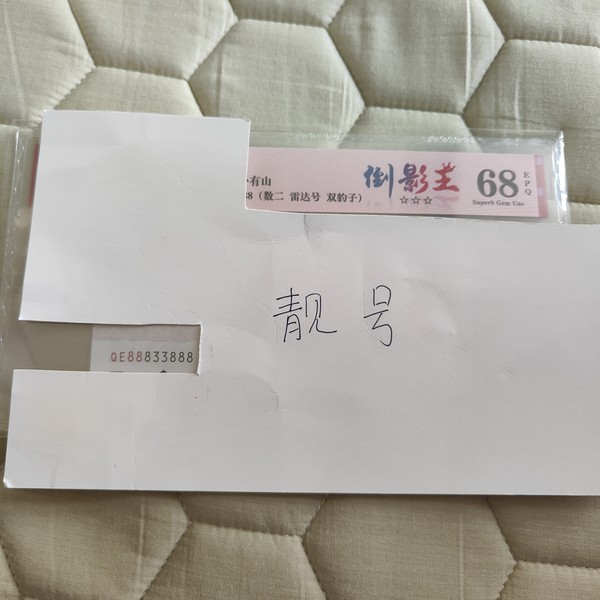 有山
倒影王
☆☆☆
68
EPQ
Superb Gem Unc
8（数二 雷达号 双豹子）
靓号
QE88833888